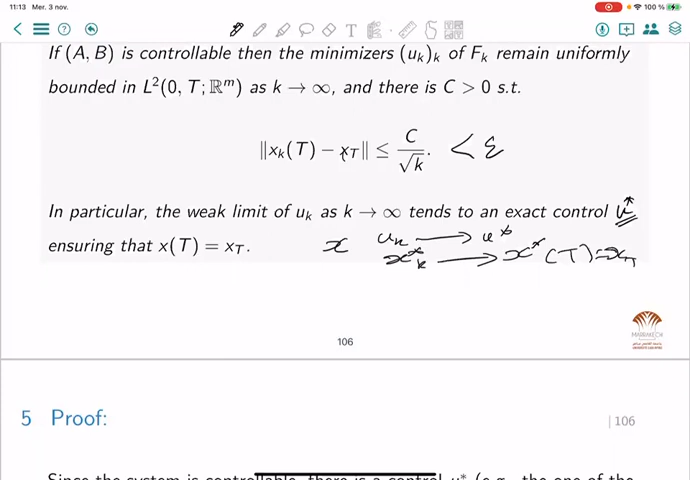 11:13 Mer. 3 nov.
100 %
If (A, B) is controllable then the minimizers (u_k)_k of F_k remain uniformly
bounded in L²(0, T; ℝᵐ) as k → ∞, and there is C > 0 s.t.
‖x_k(T) − x_T‖ ≤ C/√k. < ε
In particular, the weak limit of u_k as k → ∞ tends to an exact control u*
ensuring that x(T) = x_T. x u_k → u*
x*_k → x*(T) = x_T
MARRAKECH
106
5 Proof:
| 106
Since the system is controllable, there is a control u* (e.g., the one of the